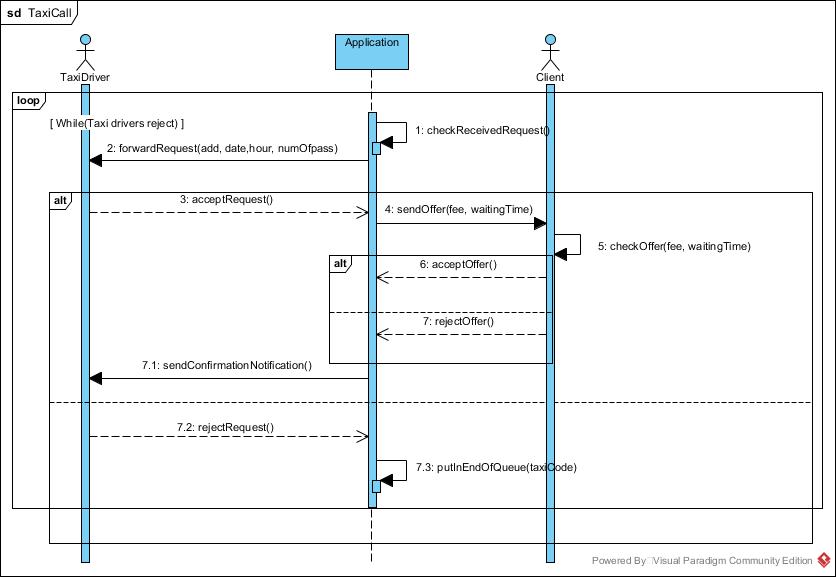 sd TaxiCall
Application
TaxiDriver
Client
loop
[ While(Taxi drivers reject) ]
1: checkReceivedRequest()
2: forwardRequest(add, date,hour, numOfpass)
alt
3: acceptRequest()
4: sendOffer(fee, waitingTime)
5: checkOffer(fee, waitingTime)
alt
6: acceptOffer()
7: rejectOffer()
7.1: sendConfirmationNotification()
7.2: rejectRequest()
7.3: putInEndOfQueue(taxiCode)
Powered By Visual Paradigm Community Edition